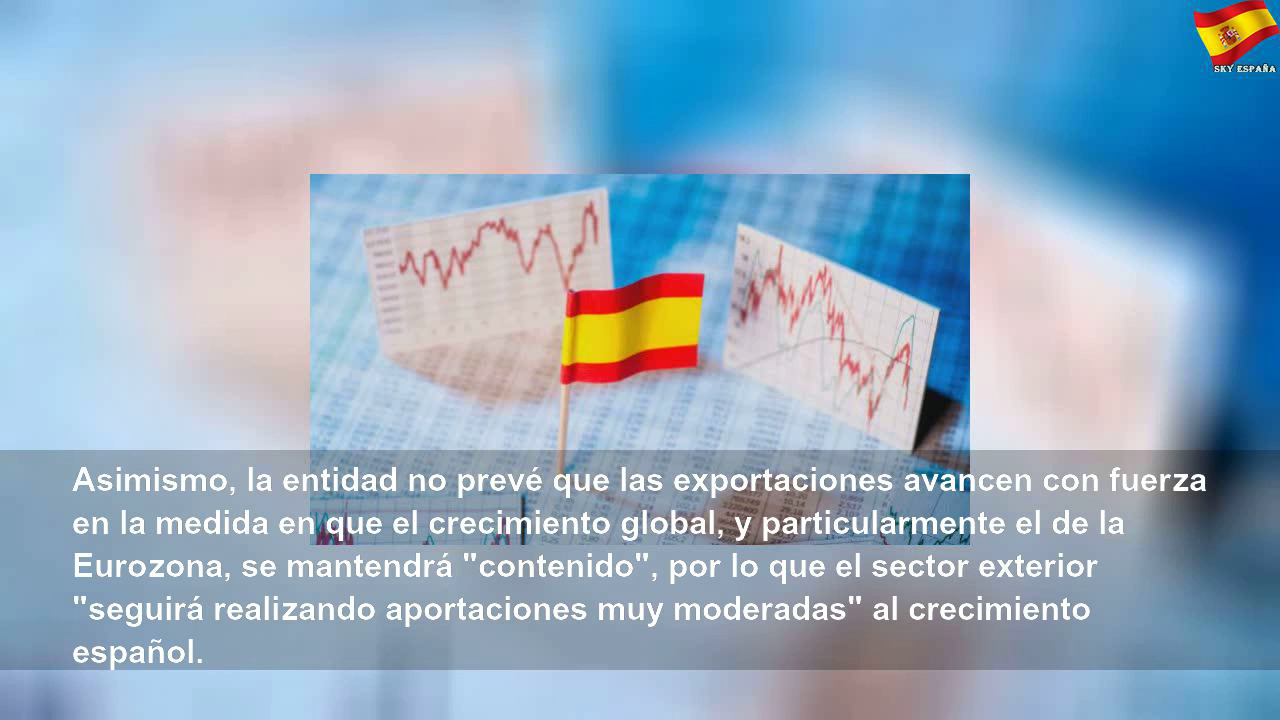 SKY ESPAÑA
Asimismo, la entidad no prevé que las exportaciones avancen con fuerza
en la medida en que el crecimiento global, y particularmente el de la
Eurozona, se mantendrá "contenido", por lo que el sector exterior
"seguirá realizando aportaciones muy moderadas" al crecimiento
español.